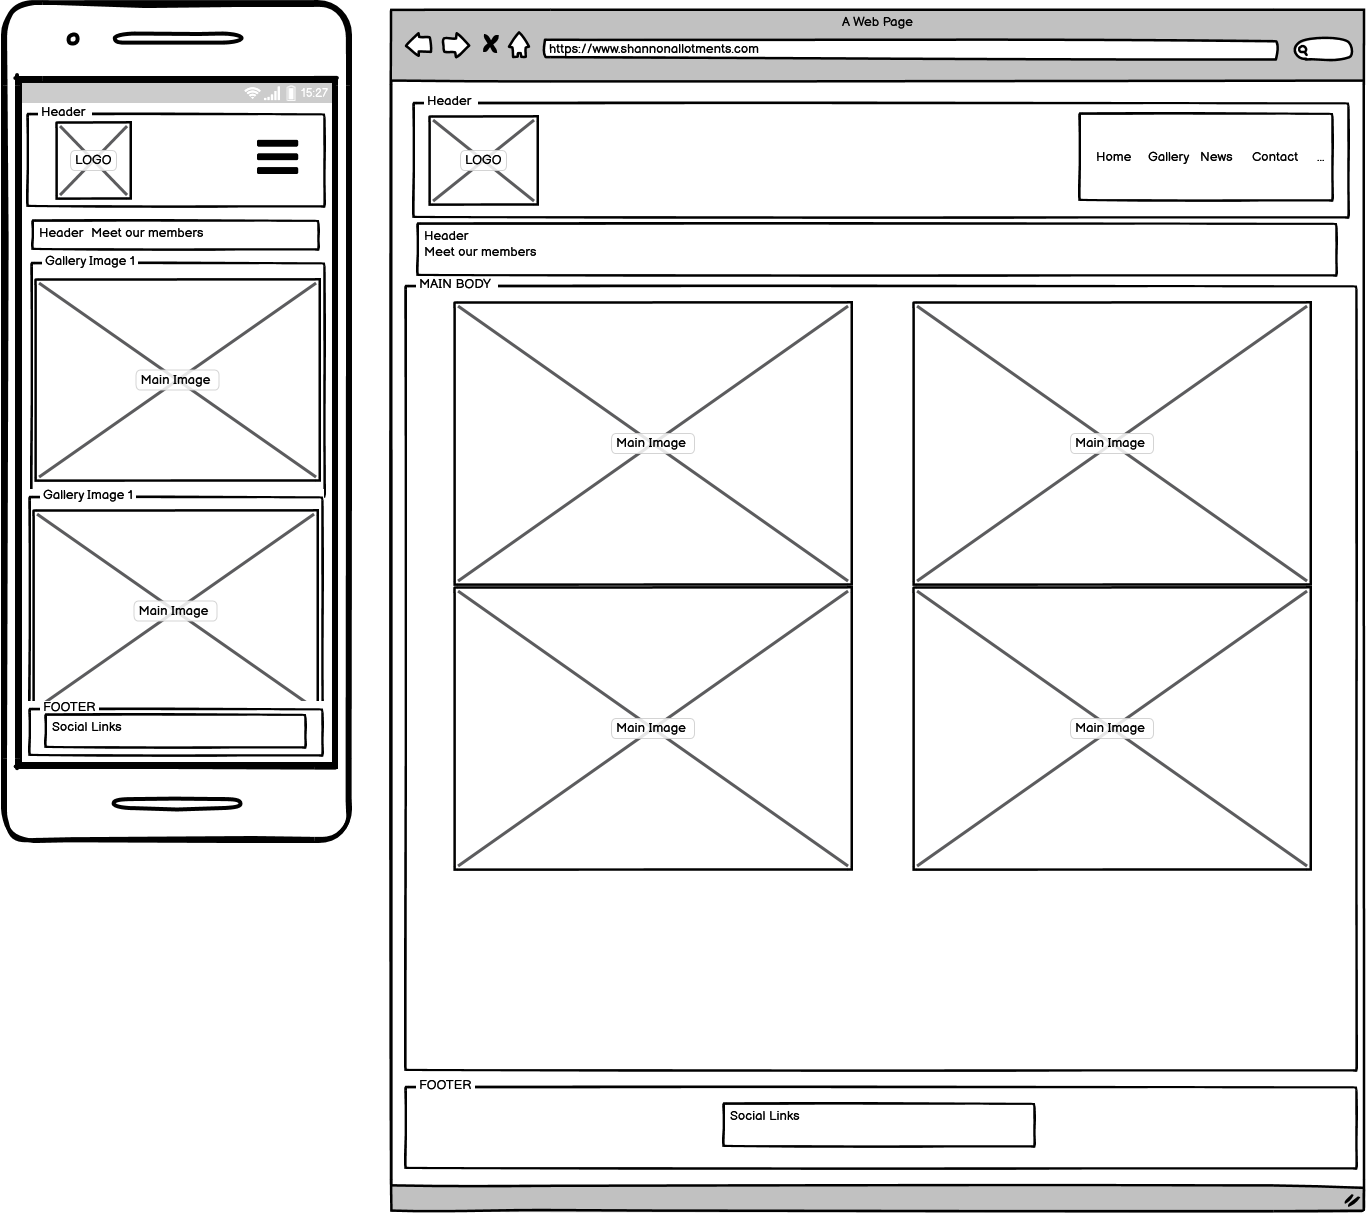 15:27
Header
LOGO
Header Meet our members
Gallery Image 1
Main Image
Gallery Image 1
Main Image
FOOTER
Social Links
A Web Page
https://www.shannonallotments.com
Header
LOGO
Home Gallery News Contact ...
Header
Meet our members
MAIN BODY
Main Image Main Image
Main Image Main Image
FOOTER
Social Links